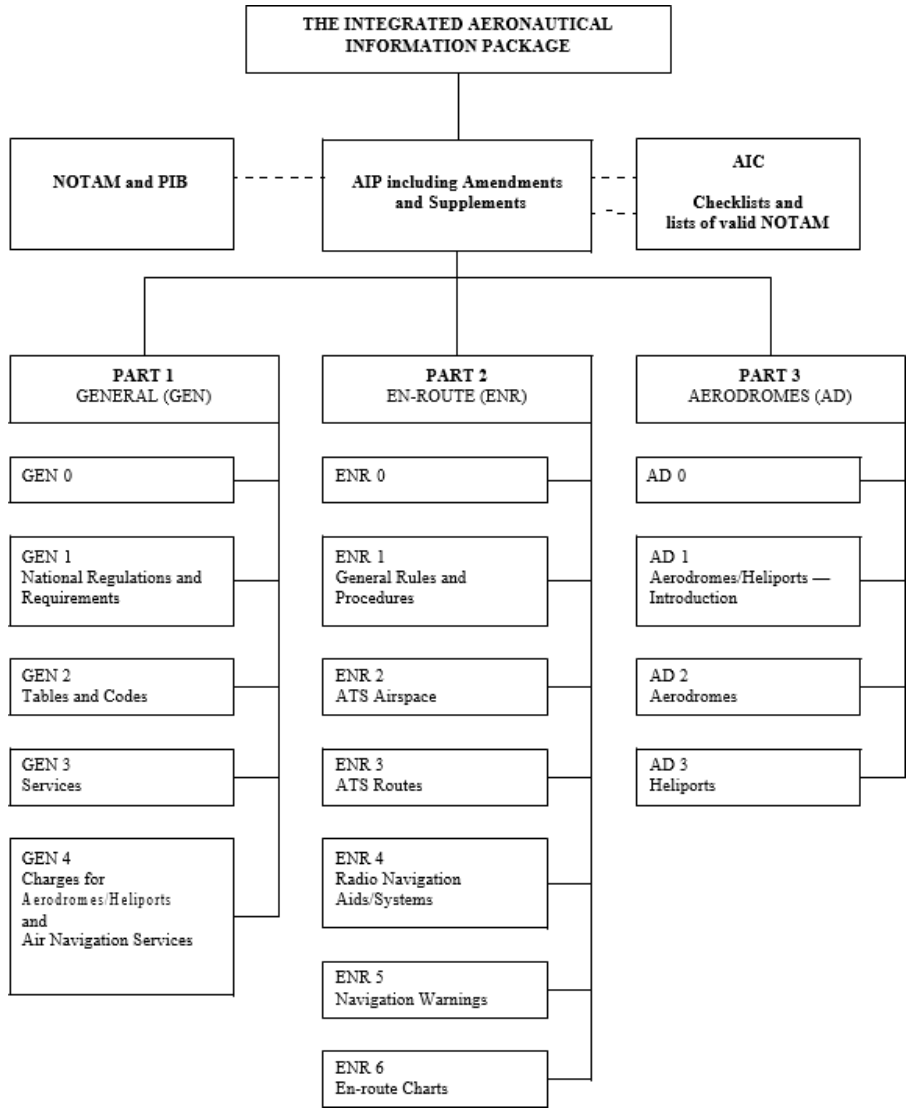 THE INTEGRATED AERONAUTICAL
INFORMATION PACKAGE
NOTAM and PIB
AIP including Amendments
and Supplements
AIC
Checklists and
lists of valid NOTAM
PART 1
GENERAL (GEN)
GEN 0
GEN 1
National Regulations and
Requirements
GEN 2
Tables and Codes
GEN 3
Services
GEN 4
Charges for
Aerodromes/Heliports
and
Air Navigation Services
PART 2
EN-ROUTE (ENR)
ENR 0
ENR 1
General Rules and
Procedures
ENR 2
ATS Airspace
ENR 3
ATS Routes
ENR 4
Radio Navigation
Aids/Systems
ENR 5
Navigation Warnings
ENR 6
En-route Charts
PART 3
AERODROMES (AD)
AD 0
AD 1
Aerodromes/Heliports —
Introduction
AD 2
Aerodromes
AD 3
Heliports